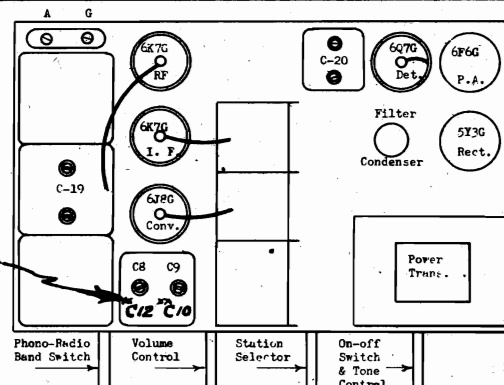 A G
6K7G
RF
C-20
6Q7G
Det.
6F6G
P.A.
6K7G
I. F.
Filter
Condenser
5Y3G
Rect.
C-19
6J8G
Conv.
C8 C9
C12 C10
Power
Trans.
Phono-Radio
Band Switch
Volume
Control
Station
Selector
On-off
Switch
& Tone
Control